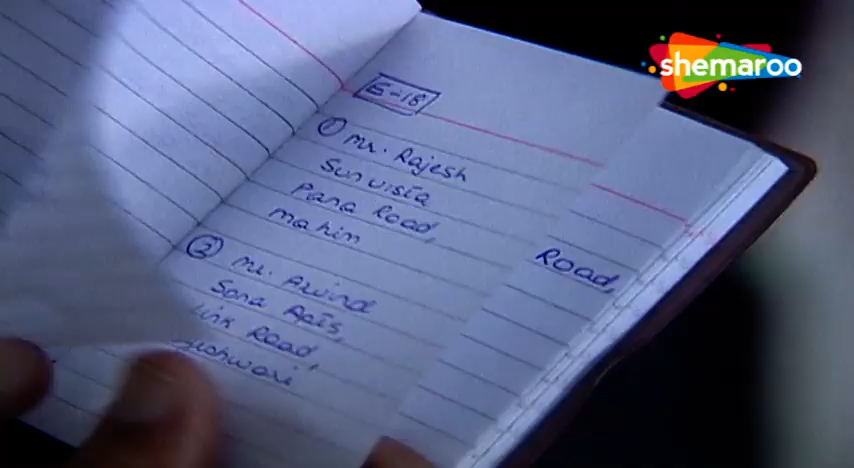 shemaroo
E-18
① Mr. Rajesh
Sun vista
Pana Road,
mahim
② Mr. Arvind
Sona Apts,
Link Road,
Road,